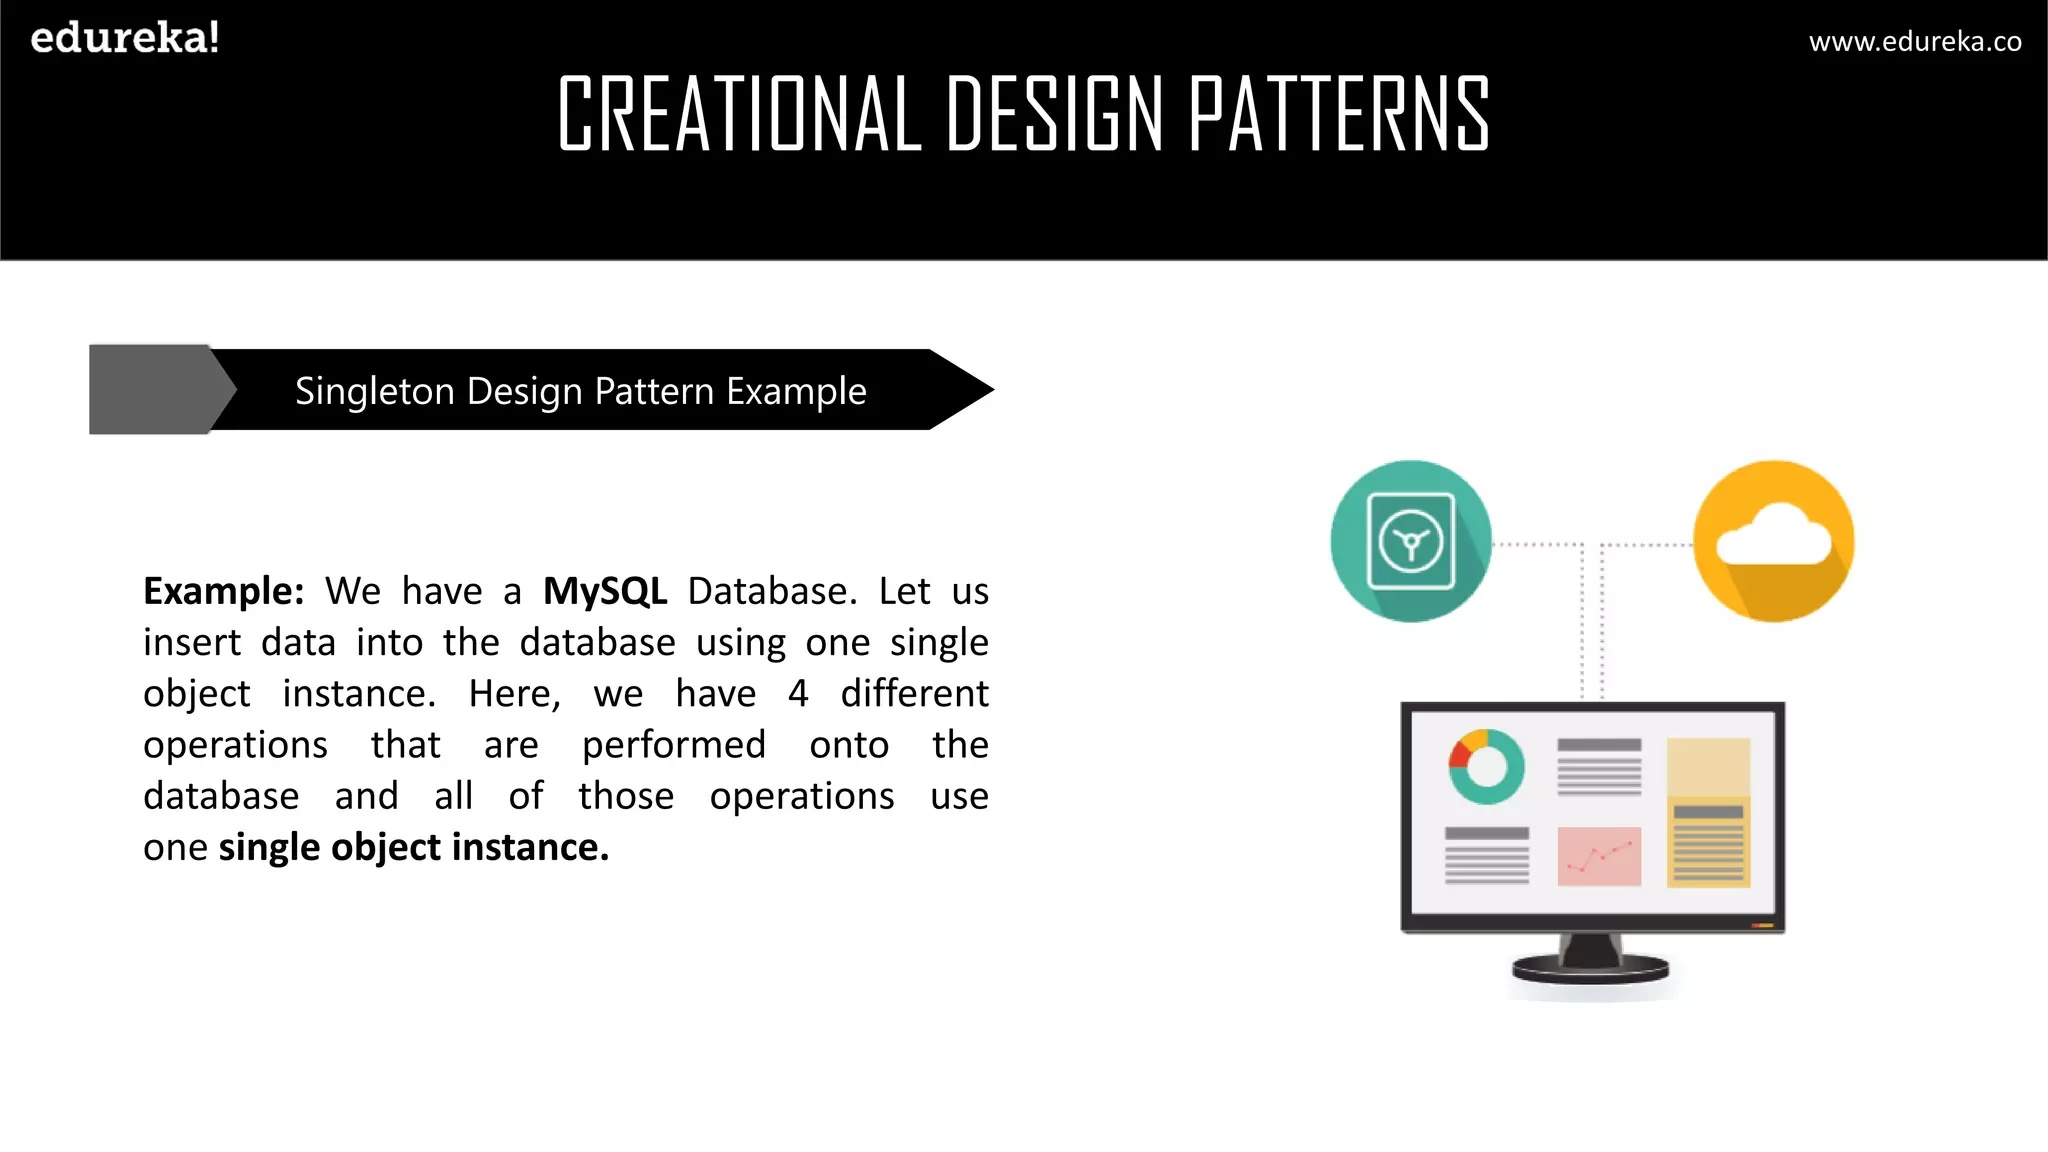 edureka!
www.edureka.co
CREATIONAL DESIGN PATTERNS
Singleton Design Pattern Example
Example: We have a MySQL Database. Let us
insert data into the database using one single
object instance. Here, we have 4 different
operations that are performed onto the
database and all of those operations use
one single object instance.